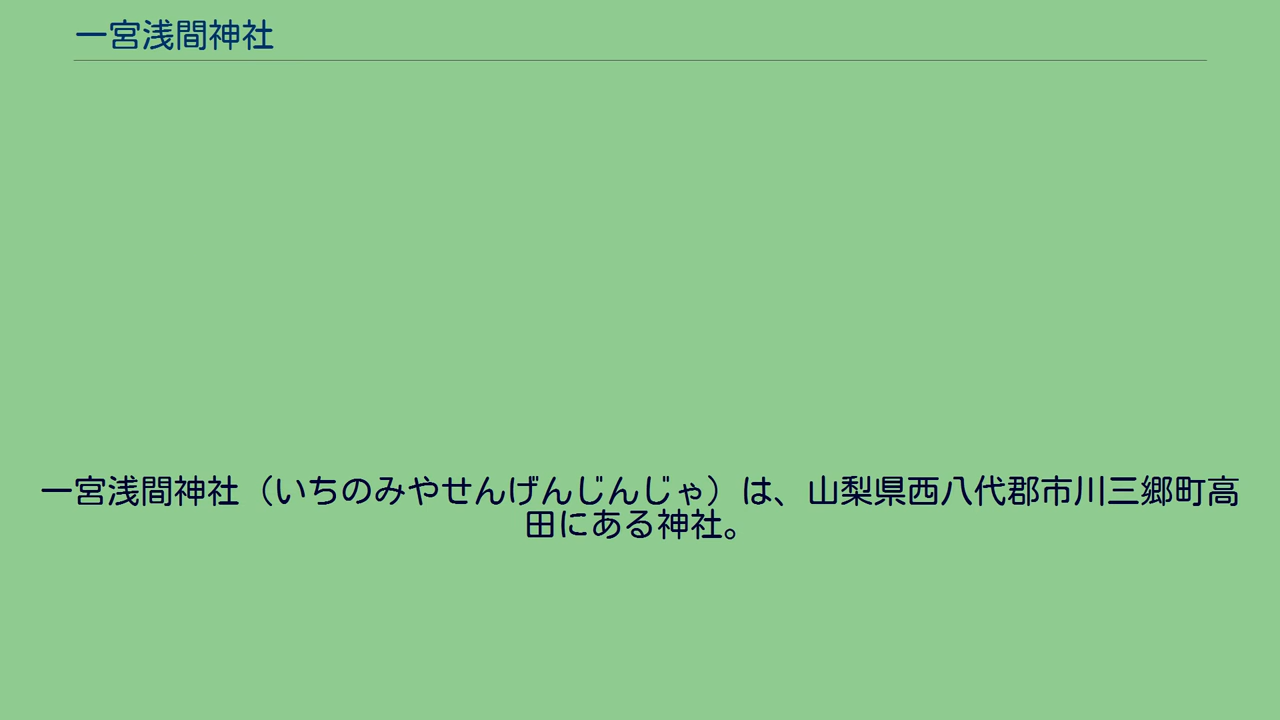 一宮浅間神社
一宮浅間神社（いちのみやせんげんじんじゃ）は、山梨県西八代郡市川三郷町高
田にある神社。